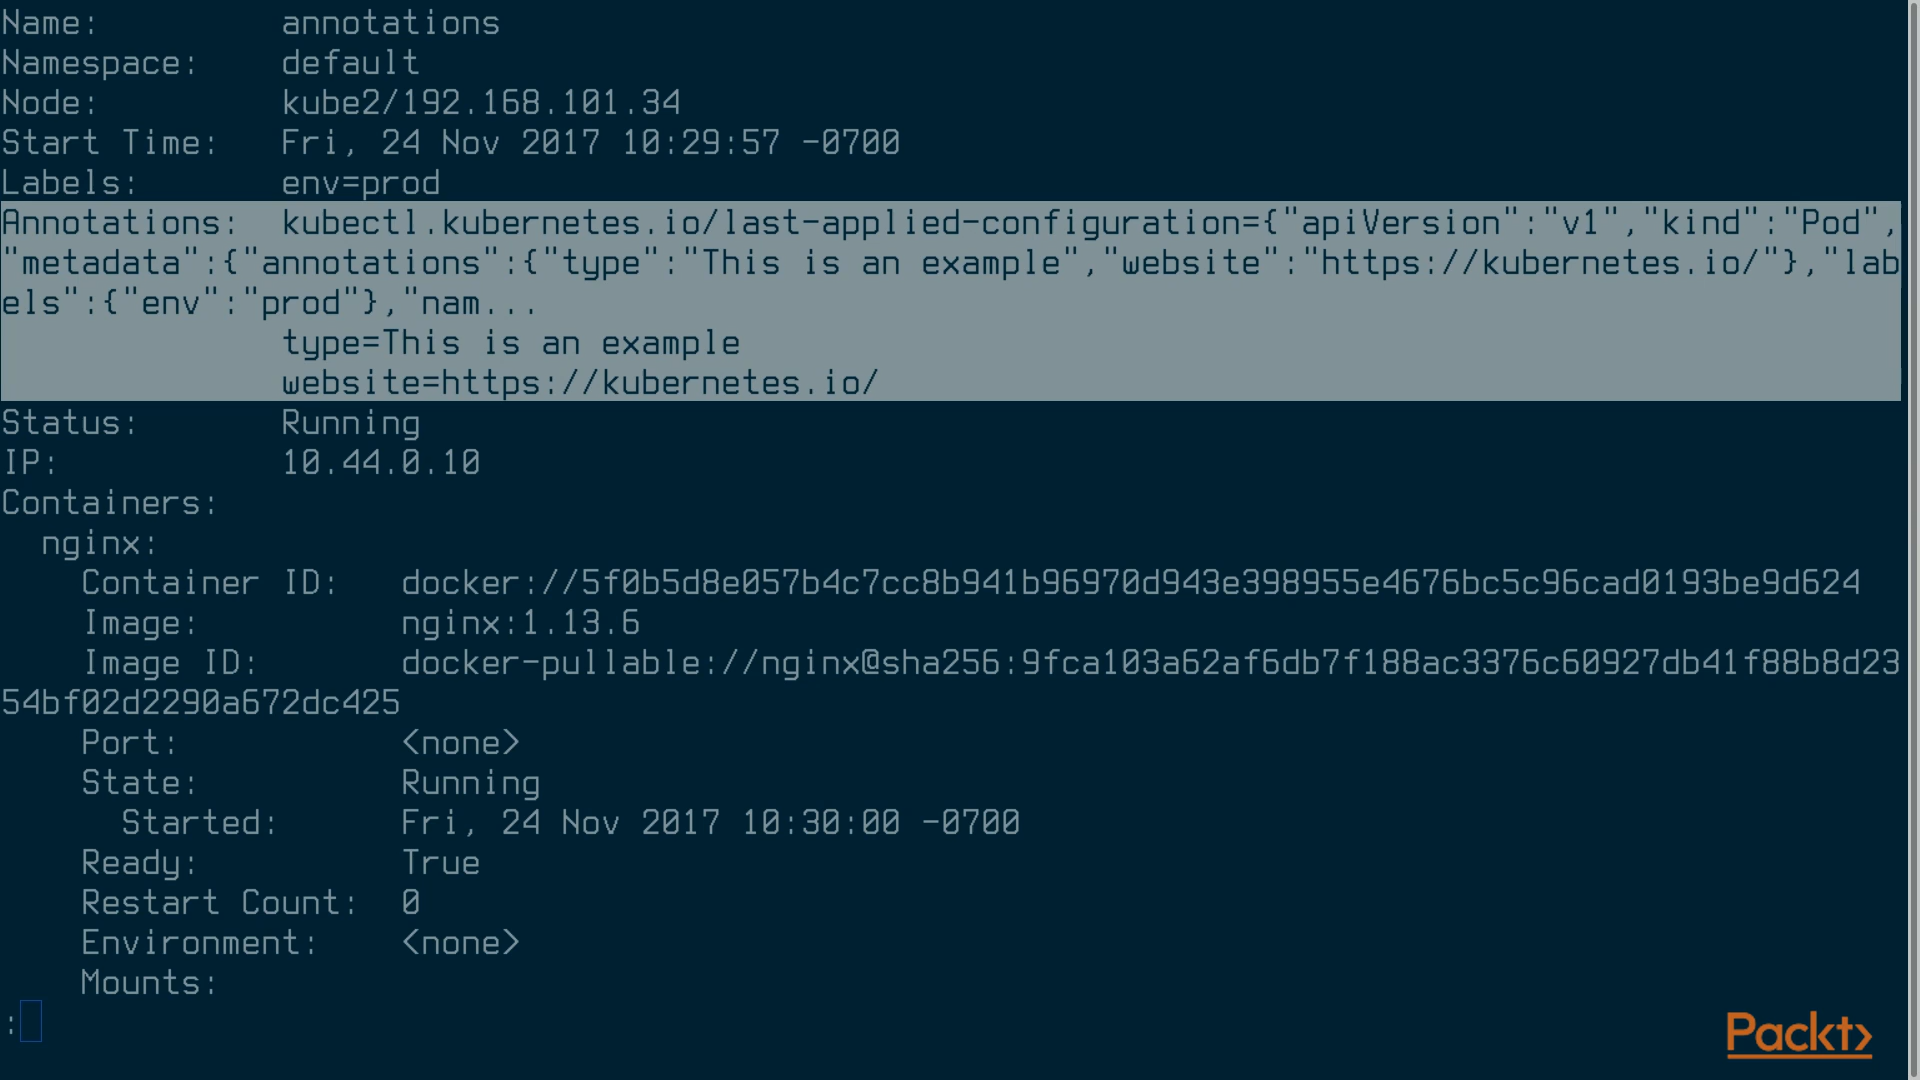 Name:           annotations
Namespace:      default
Node:           kube2/192.168.101.34
Start Time:     Fri, 24 Nov 2017 10:29:57 -0700
Labels:         env=prod
Annotations:  kubectl.kubernetes.io/last-applied-configuration={"apiVersion":"v1","kind":"Pod",
"metadata":{"annotations":{"type":"This is an example","website":"https://kubernetes.io/"},"lab
els":{"env":"prod"},"nam...
              type=This is an example
              website=https://kubernetes.io/
Status:       Running
IP:           10.44.0.10
Containers:
  nginx:
    Container ID:   docker://5f0b5d8e057b4c7cc8b941b96970d943e398955e4676bc5c96cad0193be9d624
    Image:          nginx:1.13.6
    Image ID:       docker-pullable://nginx@sha256:9fca103a62af6db7f188ac3376c60927db41f88b8d23
54bf02d2290a672dc425
    Port:           <none>
    State:          Running
      Started:      Fri, 24 Nov 2017 10:30:00 -0700
    Ready:          True
    Restart Count:  0
    Environment:    <none>
    Mounts:
:
Packt>